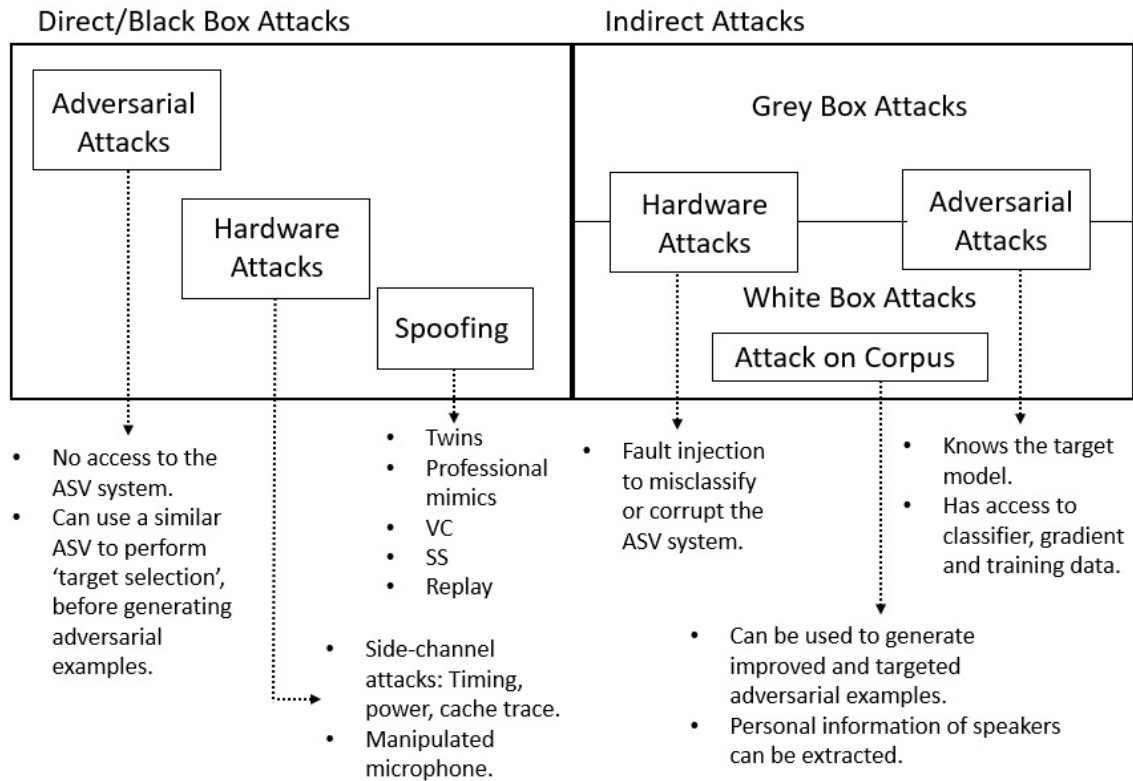 Direct/Black Box Attacks
Indirect Attacks
Adversarial
Attacks
Hardware
Attacks
Spoofing
Grey Box Attacks
Hardware
Attacks
Adversarial
Attacks
White Box Attacks
Attack on Corpus
• No access to the
ASV system.
• Can use a similar
ASV to perform
‘target selection’,
before generating
adversarial
examples.
• Twins
• Professional
mimics
• VC
• SS
• Replay
• Side-channel
attacks: Timing,
power, cache trace.
• Manipulated
microphone.
• Fault injection
to misclassify
or corrupt the
ASV system.
• Knows the target
model.
• Has access to
classifier, gradient
and training data.
• Can be used to generate
improved and targeted
adversarial examples.
• Personal information of speakers
can be extracted.